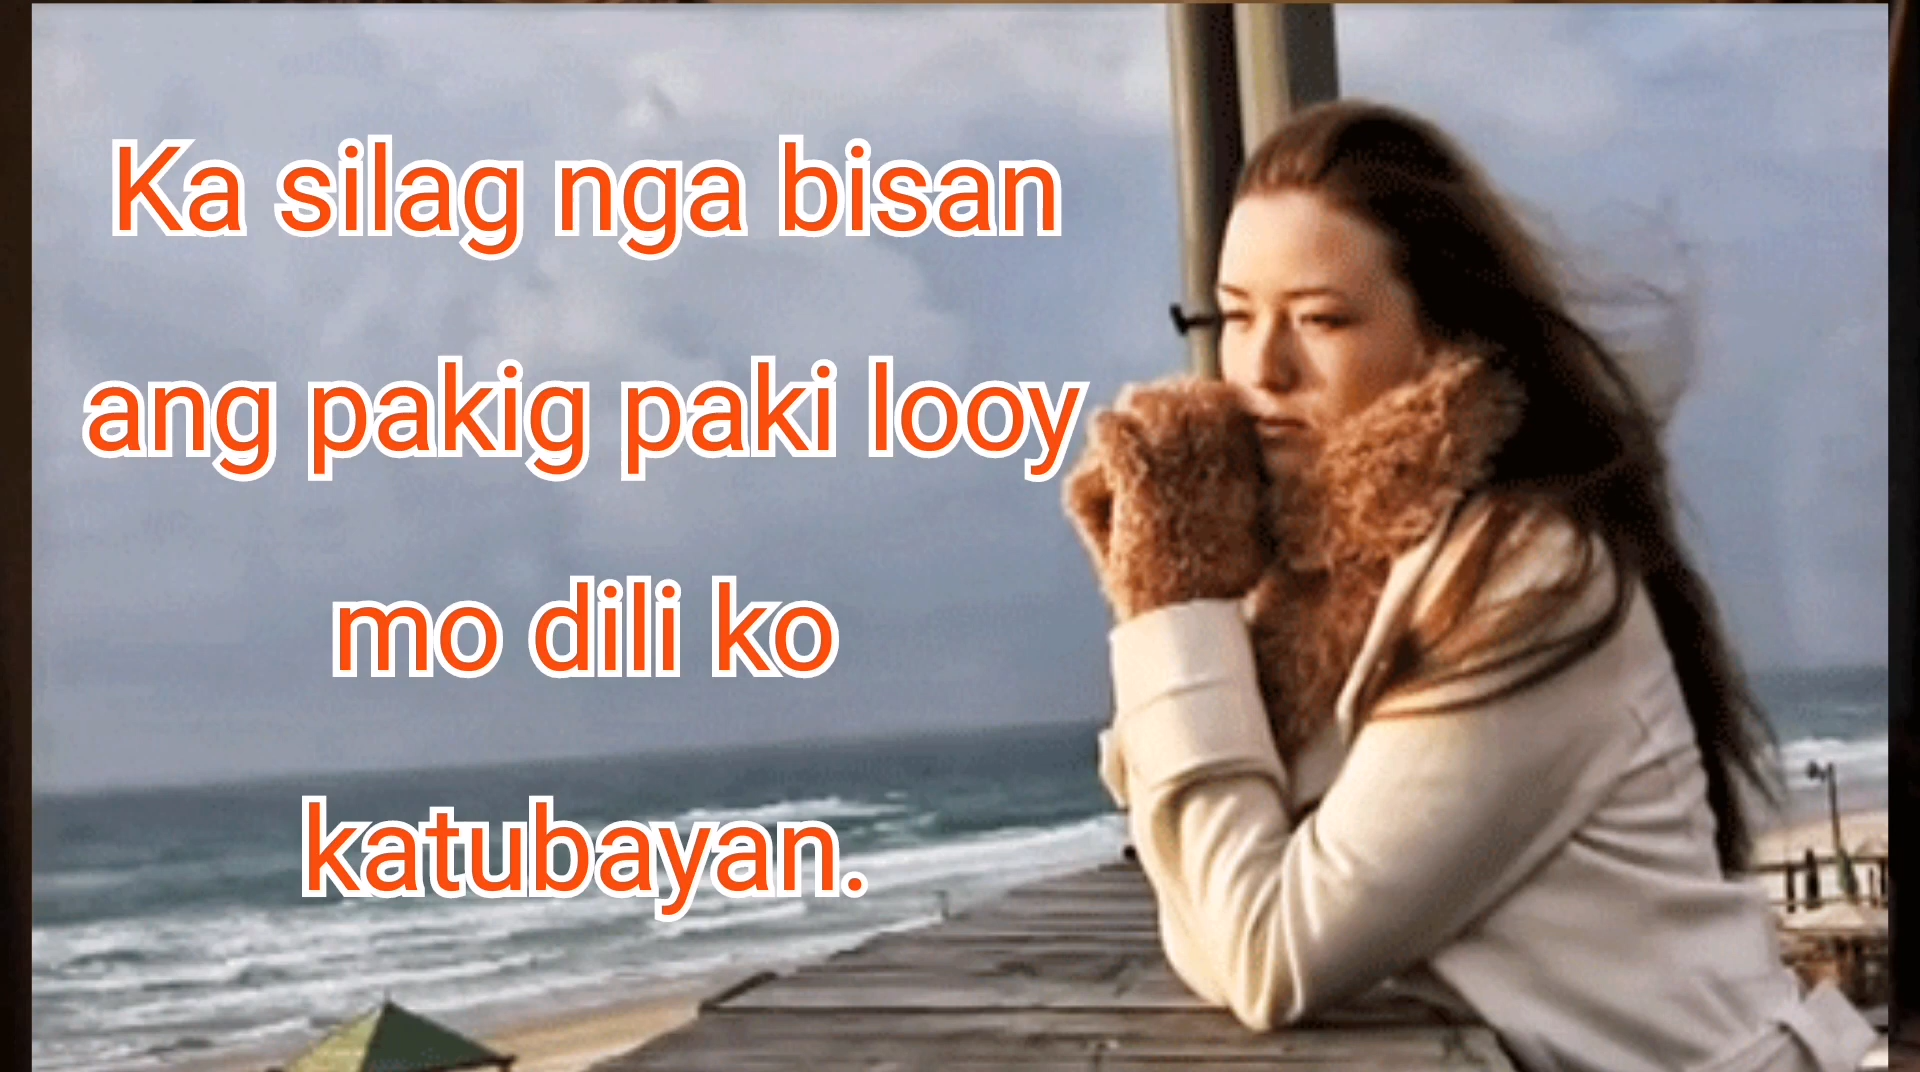 Ka silag nga bisan
ang pakig paki looy
mo dili ko
katubayan.